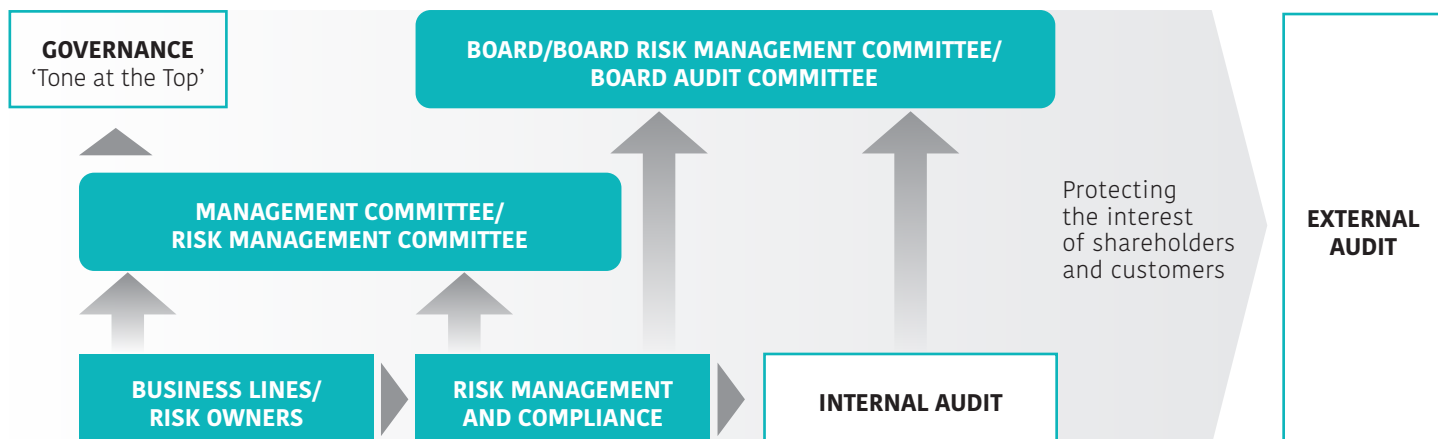 GOVERNANCE
‘Tone at the Top’
BOARD/BOARD RISK MANAGEMENT COMMITTEE/
BOARD AUDIT COMMITTEE
MANAGEMENT COMMITTEE/
RISK MANAGEMENT COMMITTEE
Protecting
the interest
of shareholders
and customers
EXTERNAL
AUDIT
BUSINESS LINES/
RISK OWNERS
RISK MANAGEMENT
AND COMPLIANCE
INTERNAL AUDIT